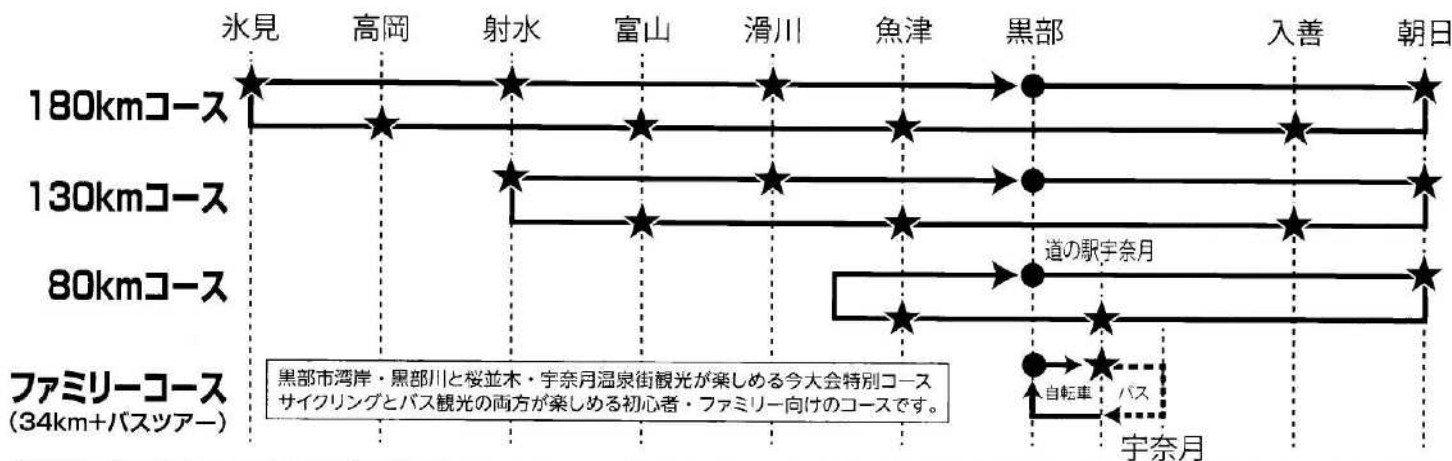 氷見 高岡 射水 富山 滑川 魚津 黒部 入善 朝日
180kmコース
130kmコース
道の駅宇奈月
80kmコース
ファミリーコース
(34km+バスツアー)
黒部市湾岸・黒部川と桜並木・宇奈月温泉街観光が楽しめる今大会特別コース
サイクリングとバス観光の両方が楽しめる初心者・ファミリー向けのコースです。
自転車 バス
宇奈月